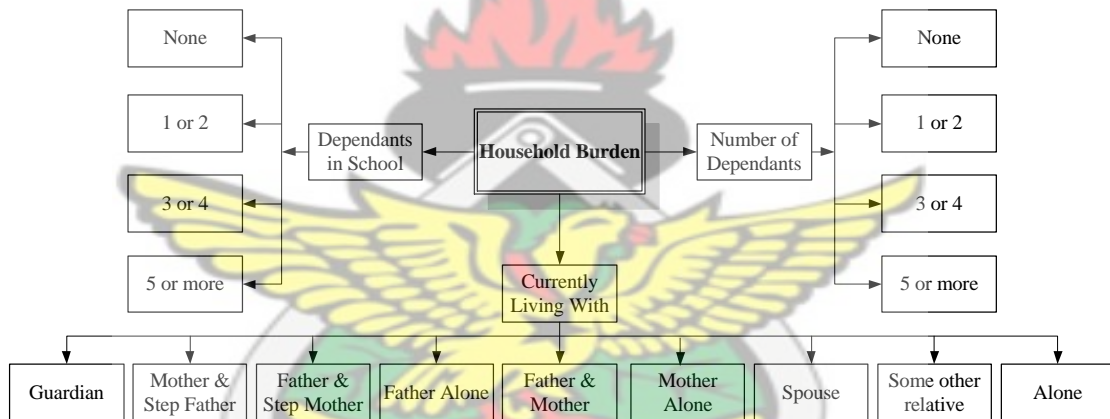 None
None
1 or 2
Dependants
in School
Household Burden
Number of
Dependants
1 or 2
3 or 4
3 or 4
5 or more
Currently
Living With
5 or more
Guardian
Mother &
Step Father
Father &
Step Mother
Father Alone
Father &
Mother
Mother
Alone
Spouse
Some other
relative
Alone